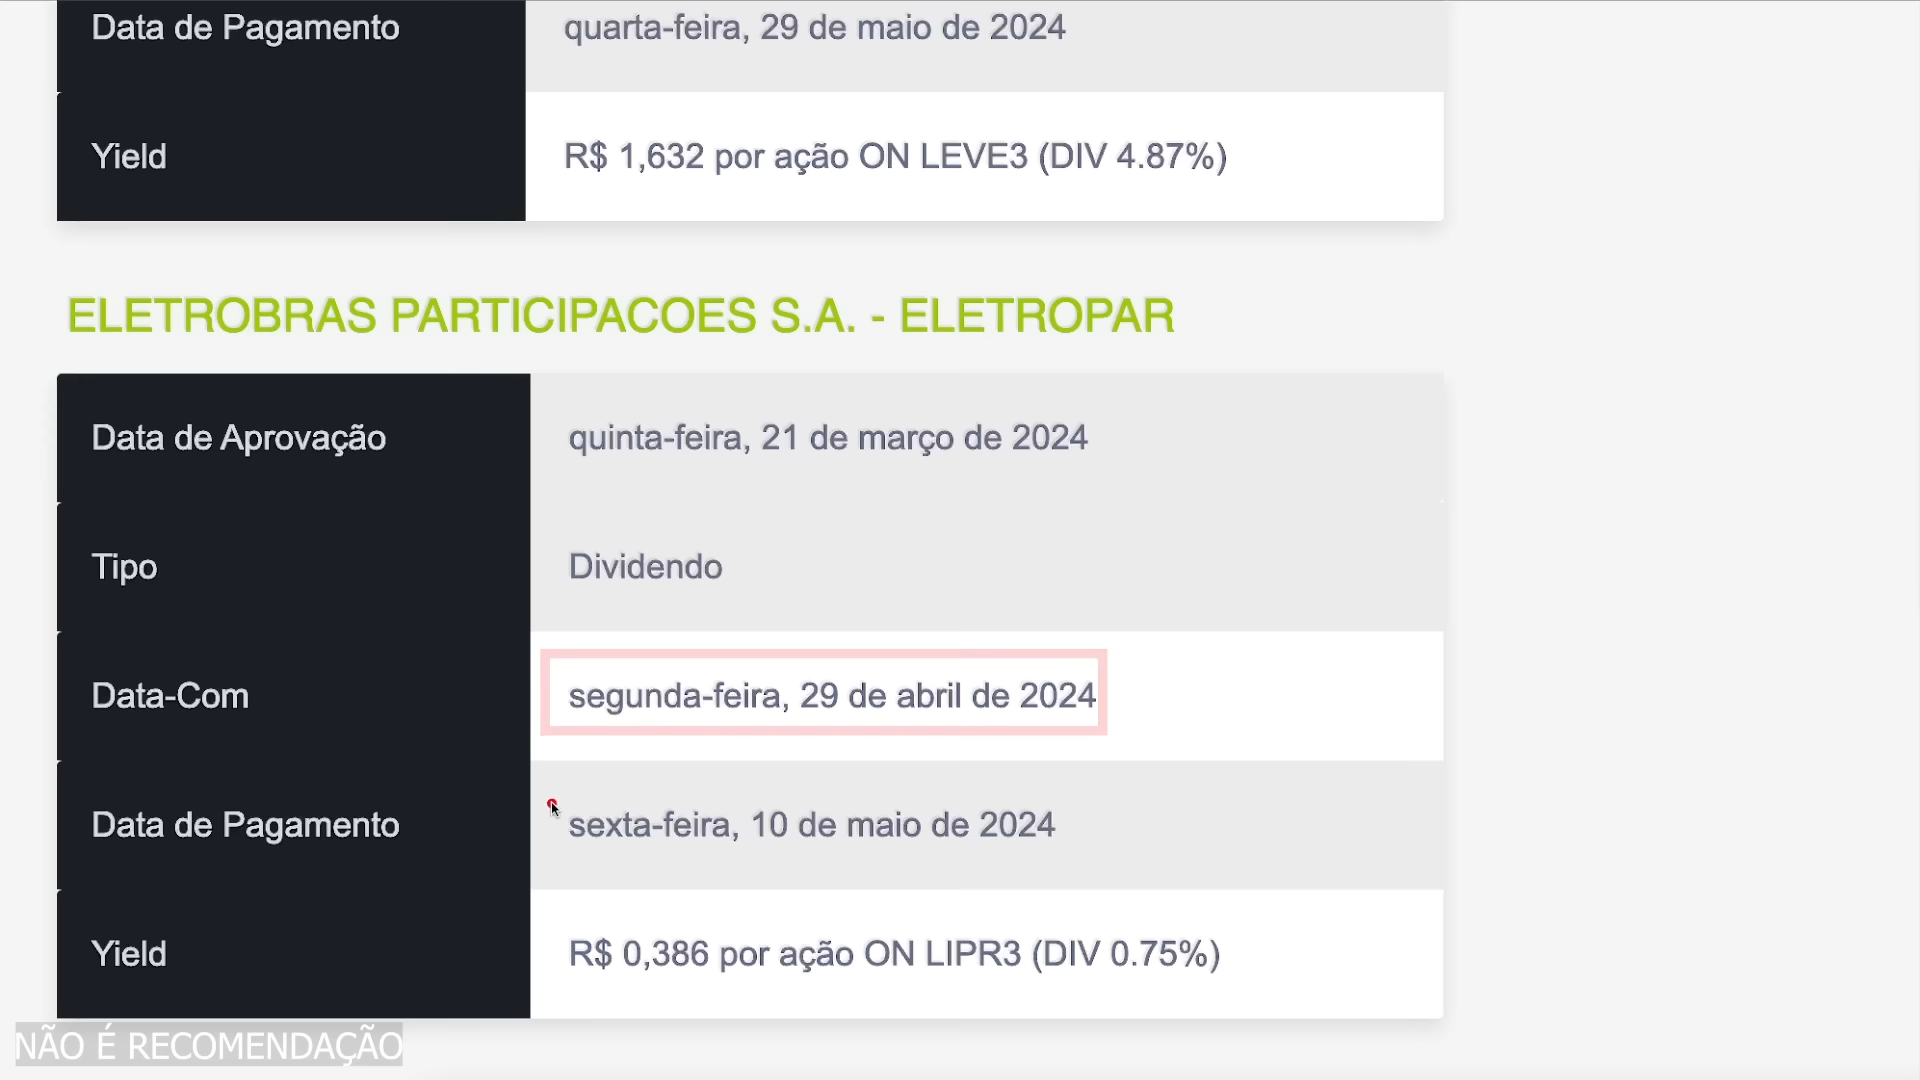 Data de Pagamento quarta-feira, 29 de maio de 2024
Yield R$ 1,632 por ação ON LEVE3 (DIV 4.87%)
ELETROBRAS PARTICIPACOES S.A. - ELETROPAR
Data de Aprovação quinta-feira, 21 de março de 2024
Tipo Dividendo
Data-Com segunda-feira, 29 de abril de 2024
Data de Pagamento sexta-feira, 10 de maio de 2024
Yield R$ 0,386 por ação ON LIPR3 (DIV 0.75%)
NÃO É RECOMENDAÇÃO